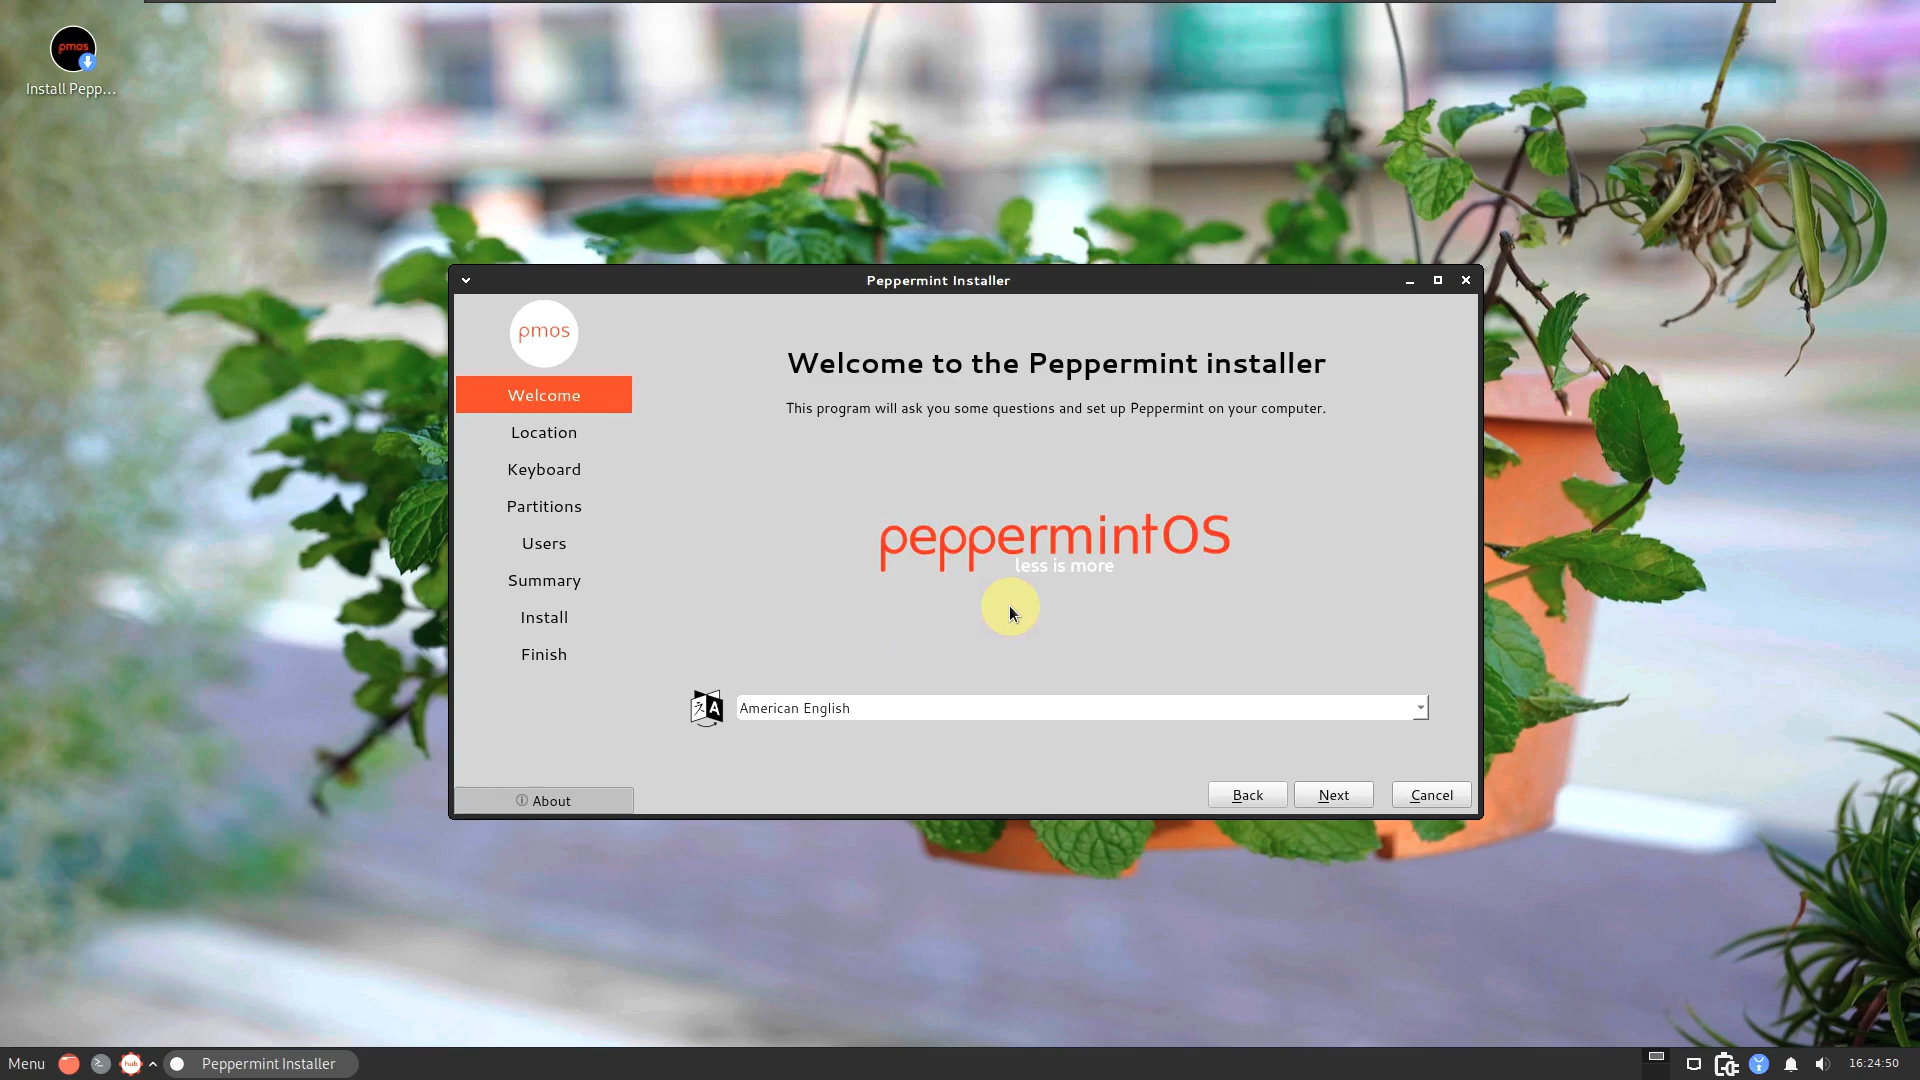 pmos
Install Pepp...
Peppermint Installer
pmos
Welcome
Location
Keyboard
Partitions
Users
Summary
Install
Finish
About
Welcome to the Peppermint installer
This program will ask you some questions and set up Peppermint on your computer.
peppermintOS
less is more
A
American English
Back
Next
Cancel
Menu
hub
Peppermint Installer
16:24:50